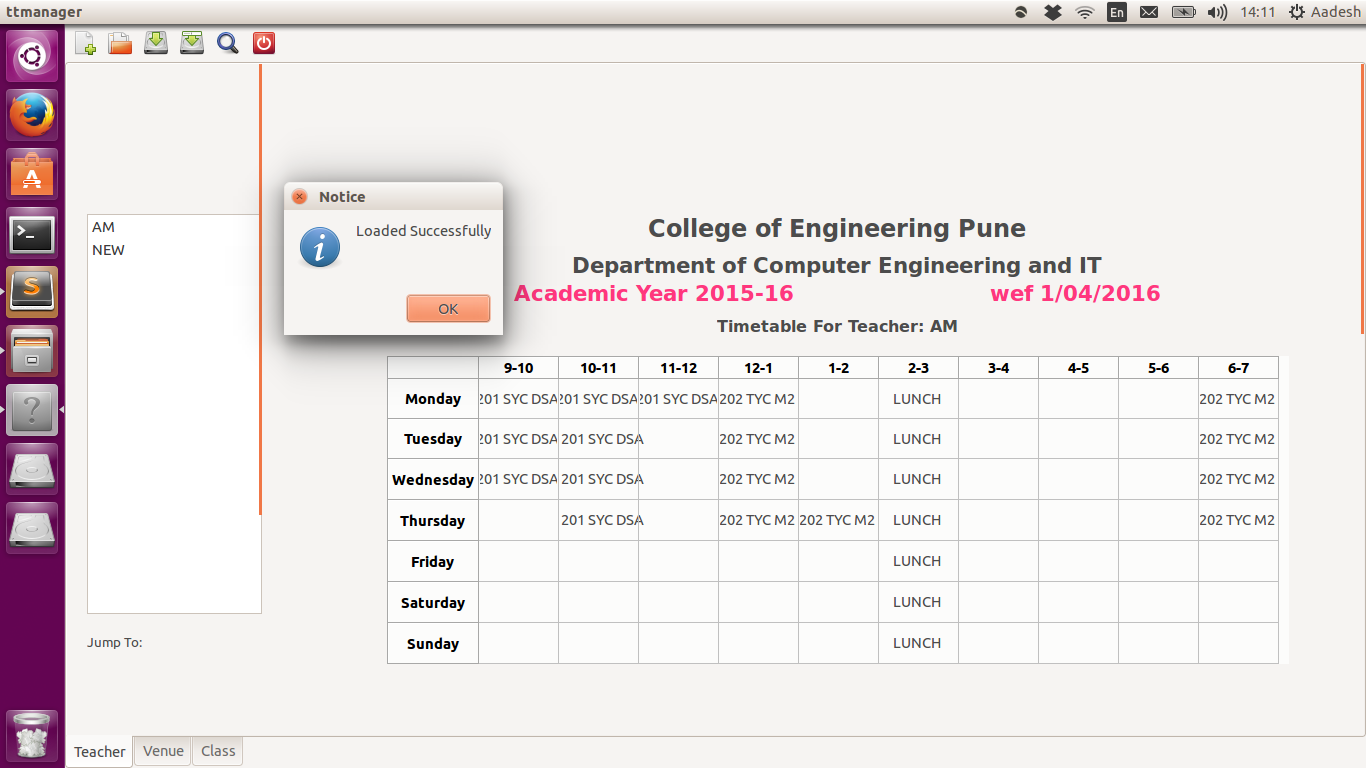 ttmanager
En
14:11
Aadesh
AM
NEW
Notice
Loaded Successfully
OK
College of Engineering Pune
Department of Computer Engineering and IT
Academic Year 2015-16 wef 1/04/2016
Timetable For Teacher: AM
9-10 10-11 11-12 12-1 1-2 2-3 3-4 4-5 5-6 6-7
Monday 201 SYC DSA 201 SYC DSA 201 SYC DSA 202 TYC M2 LUNCH 202 TYC M2
Tuesday 201 SYC DSA 201 SYC DSA 202 TYC M2 LUNCH 202 TYC M2
Wednesday 201 SYC DSA 201 SYC DSA 202 TYC M2 LUNCH 202 TYC M2
Thursday 201 SYC DSA 202 TYC M2 202 TYC M2 LUNCH 202 TYC M2
Friday LUNCH
Saturday LUNCH
Sunday LUNCH
Jump To:
Teacher Venue Class